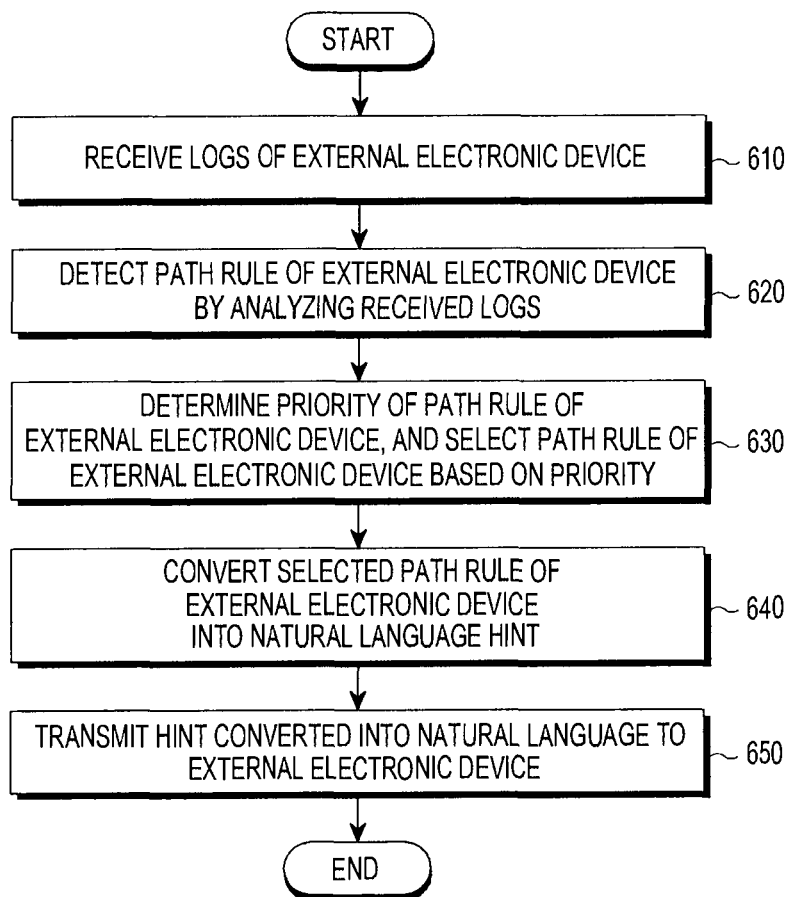 START
RECEIVE LOGS OF EXTERNAL ELECTRONIC DEVICE
610
DETECT PATH RULE OF EXTERNAL ELECTRONIC DEVICE
BY ANALYZING RECEIVED LOGS
620
DETERMINE PRIORITY OF PATH RULE OF
EXTERNAL ELECTRONIC DEVICE, AND SELECT PATH RULE OF
EXTERNAL ELECTRONIC DEVICE BASED ON PRIORITY
630
CONVERT SELECTED PATH RULE OF
EXTERNAL ELECTRONIC DEVICE
INTO NATURAL LANGUAGE HINT
640
TRANSMIT HINT CONVERTED INTO NATURAL LANGUAGE TO
EXTERNAL ELECTRONIC DEVICE
650
END